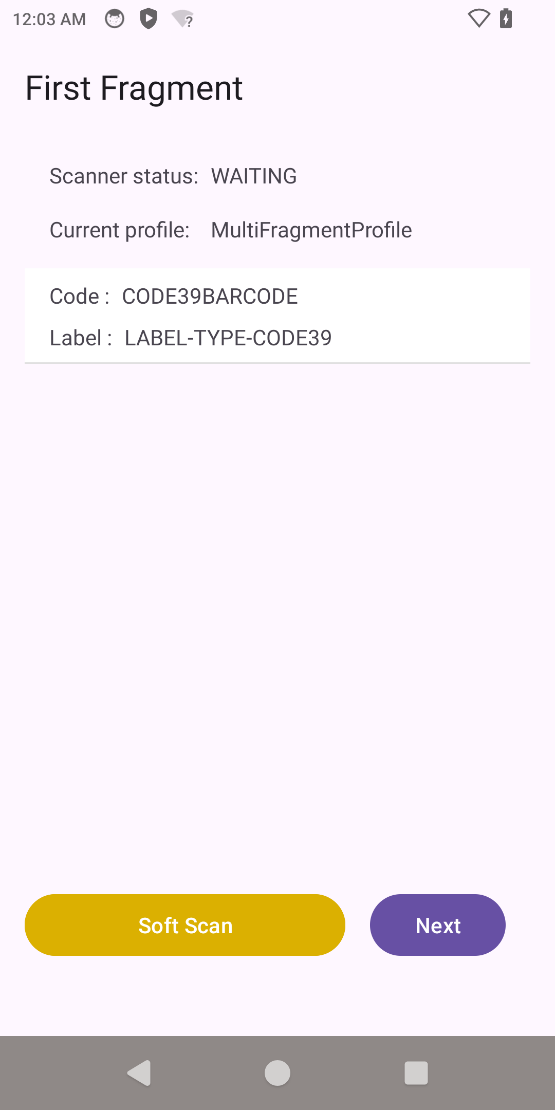 12:03 AM
First Fragment
Scanner status: WAITING
Current profile: MultiFragmentProfile
Code : CODE39BARCODE
Label : LABEL-TYPE-CODE39
Soft Scan
Next